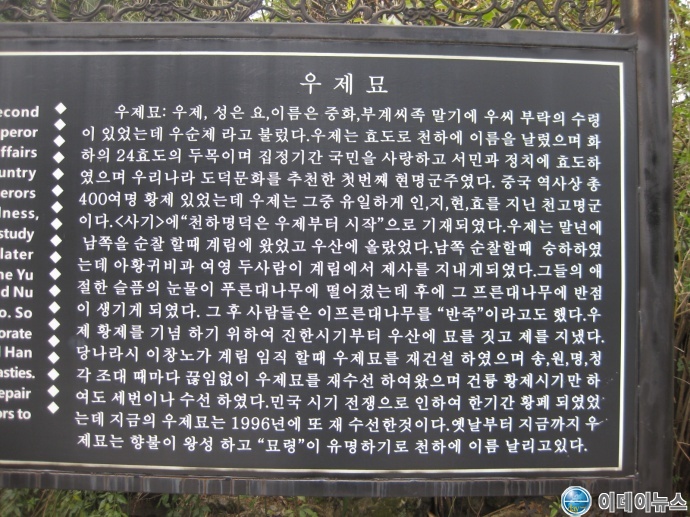 우제묘
우제묘: 우제, 성은 요,이름은 중화,부계씨족 말기에 우씨 부락의 수령
이 있었는데 우순제 라고 불렀다.우제는 효도로 천하에 이름을 날렸으며 화
하의 24효도의 두목이며 집정기간 국민을 사랑하고 서민과 정치에 효도하
였으며 우리나라 도덕문화를 추천한 첫번째 현명군주였다. 중국 역사상 총
400여명 황제 있었는데 우제는 그중 유일하게 인,지,현,효를 지닌 천고명군
이다.<사기>에“천하명덕은 우제부터 시작”으로 기재되였다.우제는 말년에
남쪽을 순찰 할때 계림에 왔었고 우산에 올랐었다.남쪽 순찰할때 숭하하였
는데 아황귀비과 여영 두사람이 계림에서 제사를 지내게되였다.그들의 애
절한 슬픔의 눈물이 푸른대나무에 떨어졌는데 후에 그 프른대나무에 반점
이 생기게 되였다. 그 후 사람들은 이프른대나무를 “반죽”이라고도 했다.우
제 황제를 기념 하기 위하여 진한시기부터 우산에 묘를 짓고 제를 지냈다.
당나라시 이창노가 계림 임직 할때 우제묘를 재건설 하였으며 송,원,명,청
각 조대 때마다 끊임없이 우제묘를 재수선 하여왔으며 건륭 황제시기만 하
여도 세번이나 수선 하였다.민국 시기 전쟁으로 인하여 한기간 황폐 되였었
는데 지금의 우제묘는 1996년에 또 재 수선한것이다.옛날부터 지금까지 우
제묘는 향불이 왕성 하고 “묘령”이 유명하기로 천하에 이름 날리고있다.
econd
peror
ffairs
untry
erors
lness,
study
later
ne Yu
d Nu
o. So
orate
l Han
asties.
epair
ors to
이데이뉴스